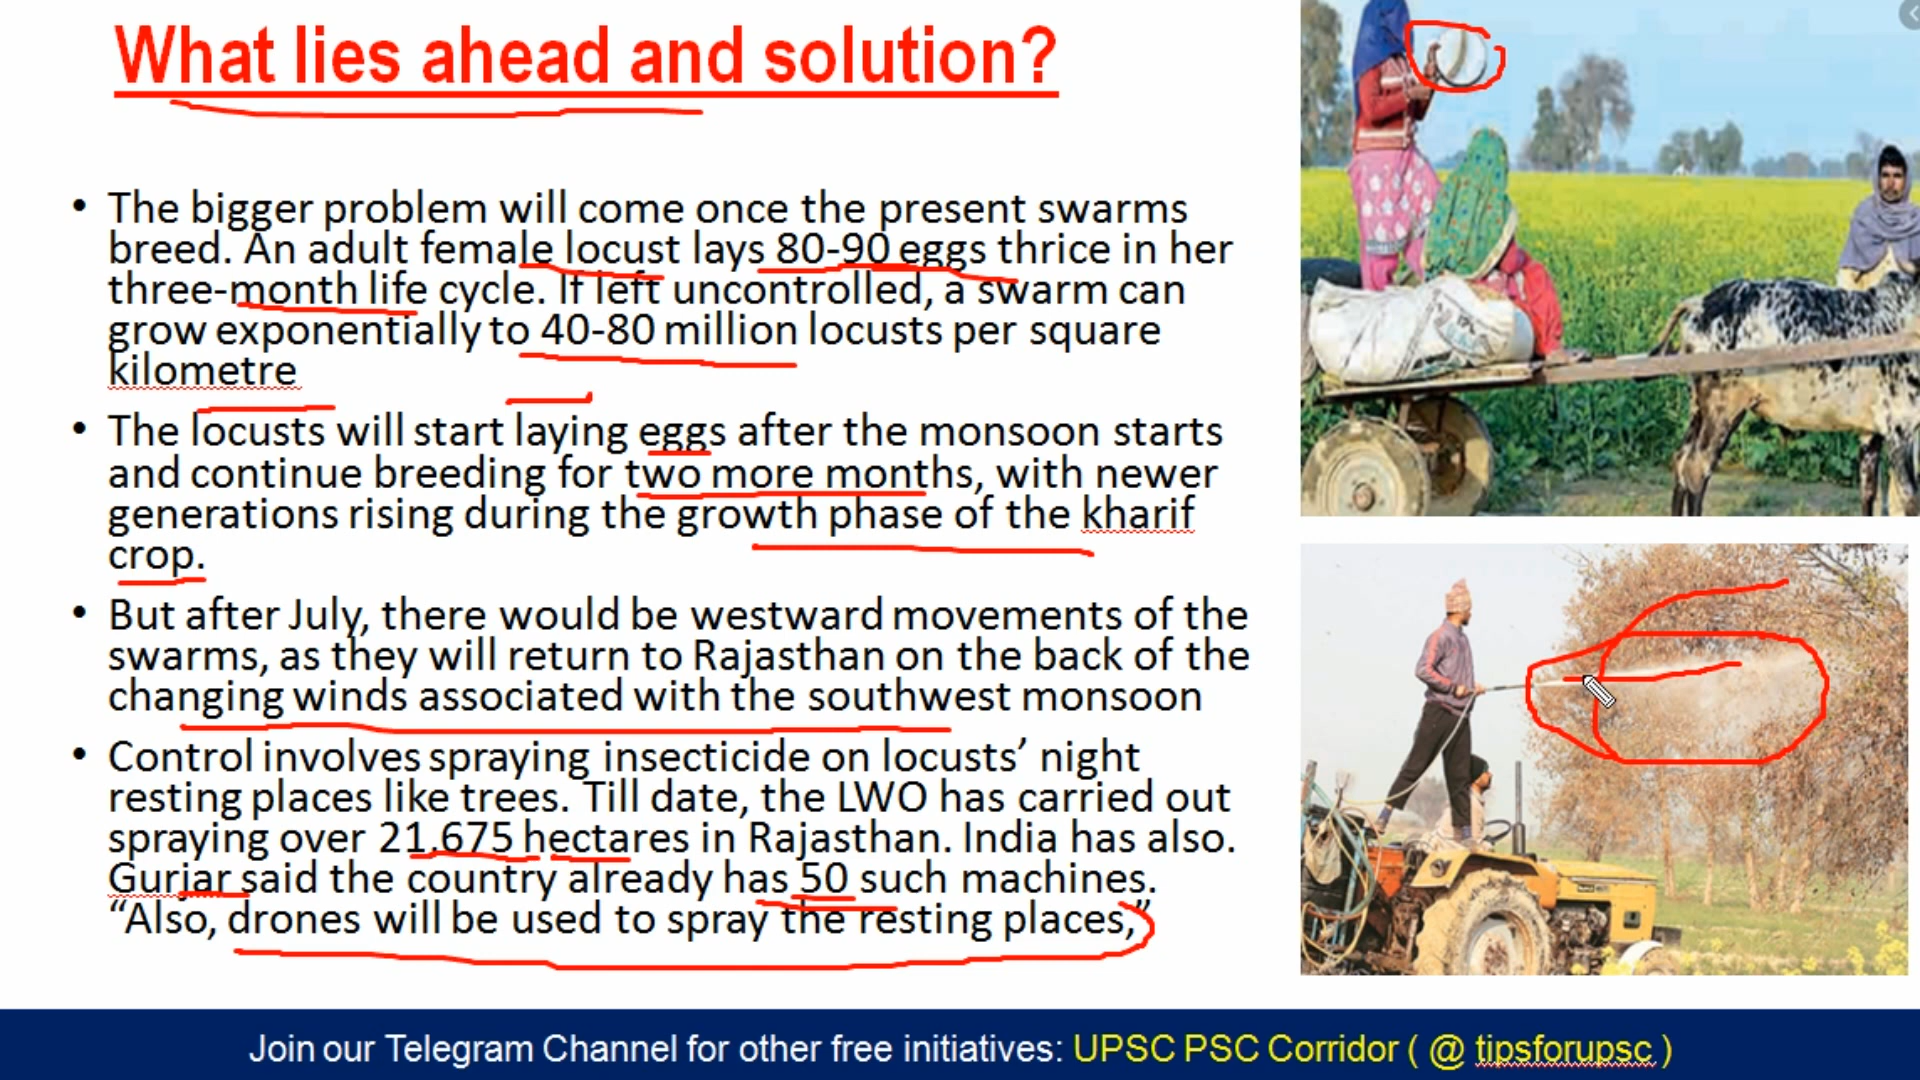 What lies ahead and solution?
• The bigger problem will come once the present swarms
breed. An adult female locust lays 80-90 eggs thrice in her
three-month life cycle. If left uncontrolled, a swarm can
grow exponentially to 40-80 million locusts per square
kilometre
• The locusts will start laying eggs after the monsoon starts
and continue breeding for two more months, with newer
generations rising during the growth phase of the kharif
crop.
• But after July, there would be westward movements of the
swarms, as they will return to Rajasthan on the back of the
changing winds associated with the southwest monsoon
• Control involves spraying insecticide on locusts’ night
resting places like trees. Till date, the LWO has carried out
spraying over 21,675 hectares in Rajasthan. India has also.
Gurjar said the country already has 50 such machines.
“Also, drones will be used to spray the resting places,”
Join our Telegram Channel for other free initiatives: UPSC PSC Corridor ( @ tipsforupsc )